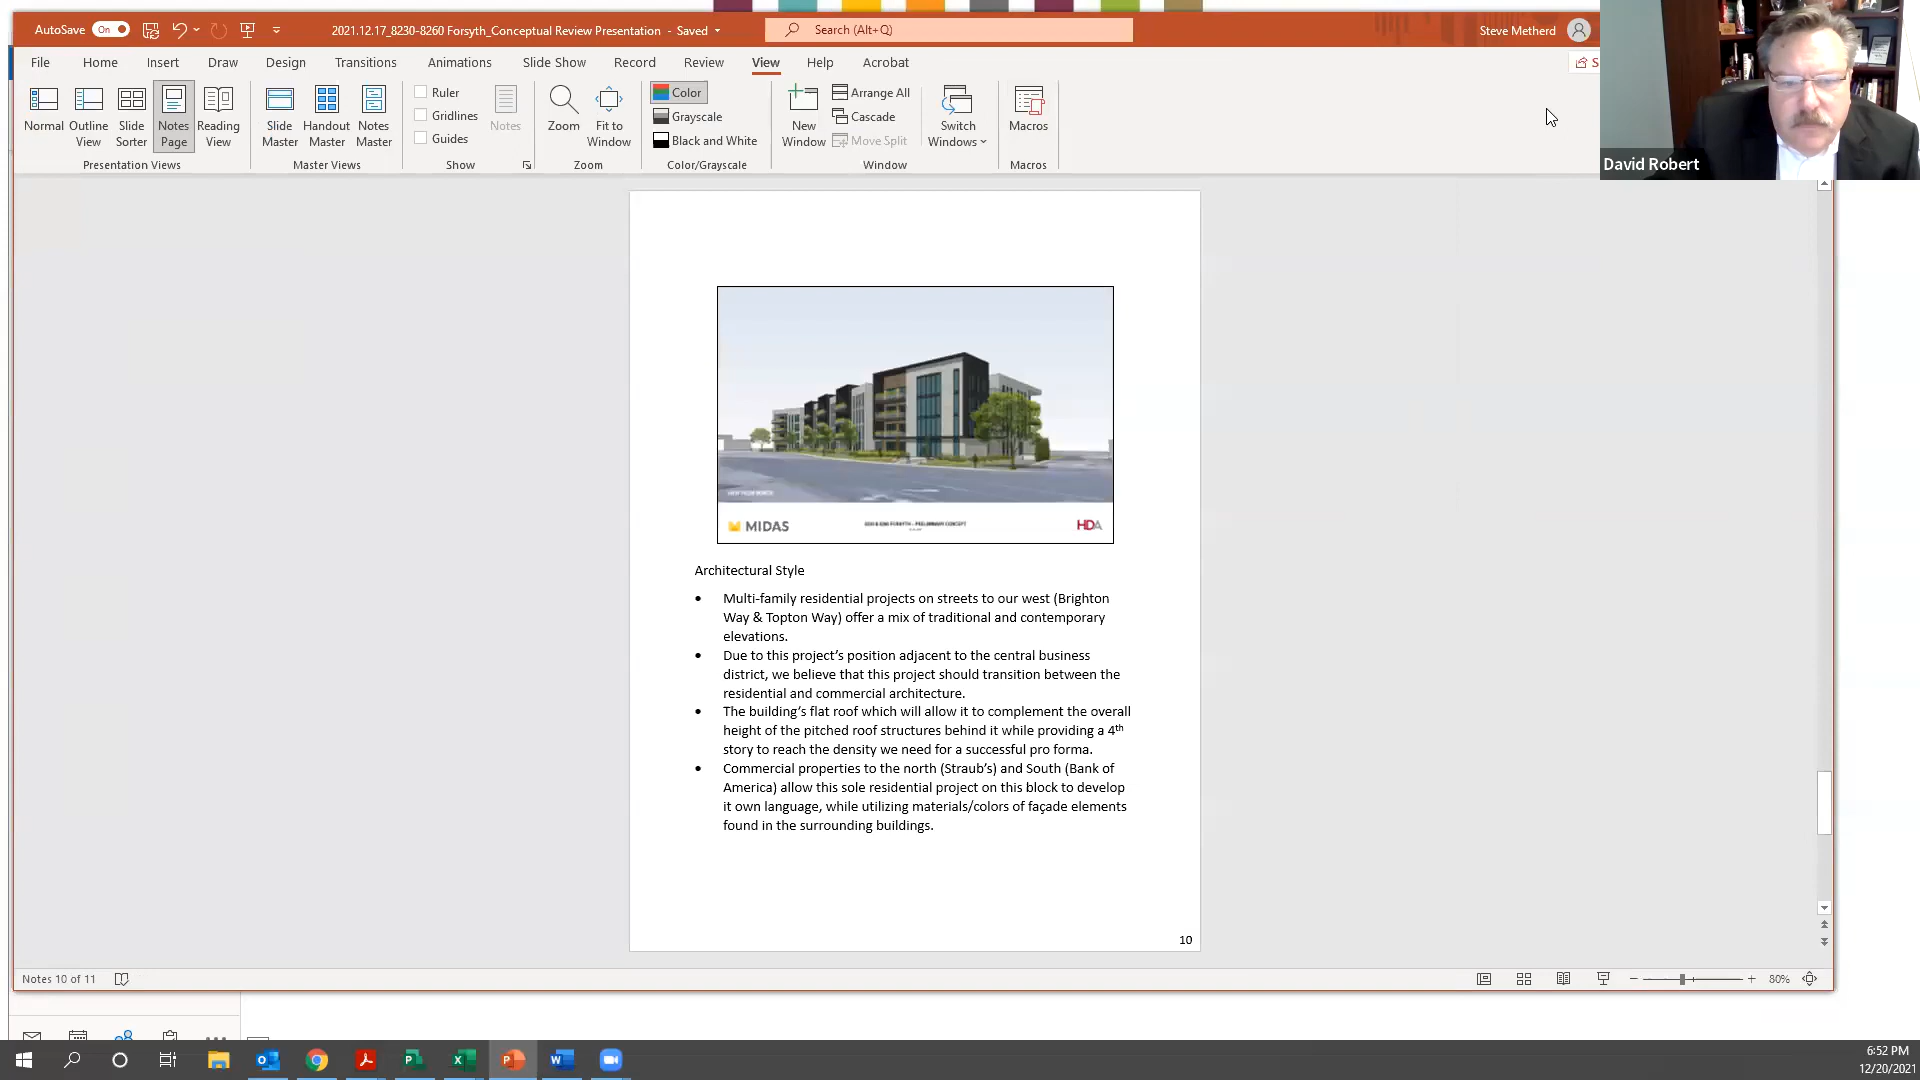 AutoSave On 2021.12.17_8230-8260 Forsyth_Conceptual Review Presentation - Saved Search (Alt+Q) Steve Metherd
File Home Insert Draw Design Transitions Animations Slide Show Record Review View Help Acrobat S
Normal Outline View Slide Sorter Notes Page Reading View
Presentation Views
Slide Master Handout Master Notes Master
Master Views
Ruler
Gridlines
Guides
Notes
Show
Zoom Fit to Window
Zoom
Color
Grayscale
Black and White
Color/Grayscale
New Window
Arrange All
Cascade
Move Split
Switch Windows
Window
Macros
Macros
David Robert
MIDAS
HDA
Architectural Style
• Multi-family residential projects on streets to our west (Brighton
Way & Topton Way) offer a mix of traditional and contemporary
elevations.
• Due to this project's position adjacent to the central business
district, we believe that this project should transition between the
residential and commercial architecture.
• The building's flat roof which will allow it to complement the overall
height of the pitched roof structures behind it while providing a 4th
story to reach the density we need for a successful pro forma.
• Commercial properties to the north (Straub's) and South (Bank of
America) allow this sole residential project on this block to develop
it own language, while utilizing materials/colors of façade elements
found in the surrounding buildings.
10
Notes 10 of 11
80%
6:52 PM
12/20/2021